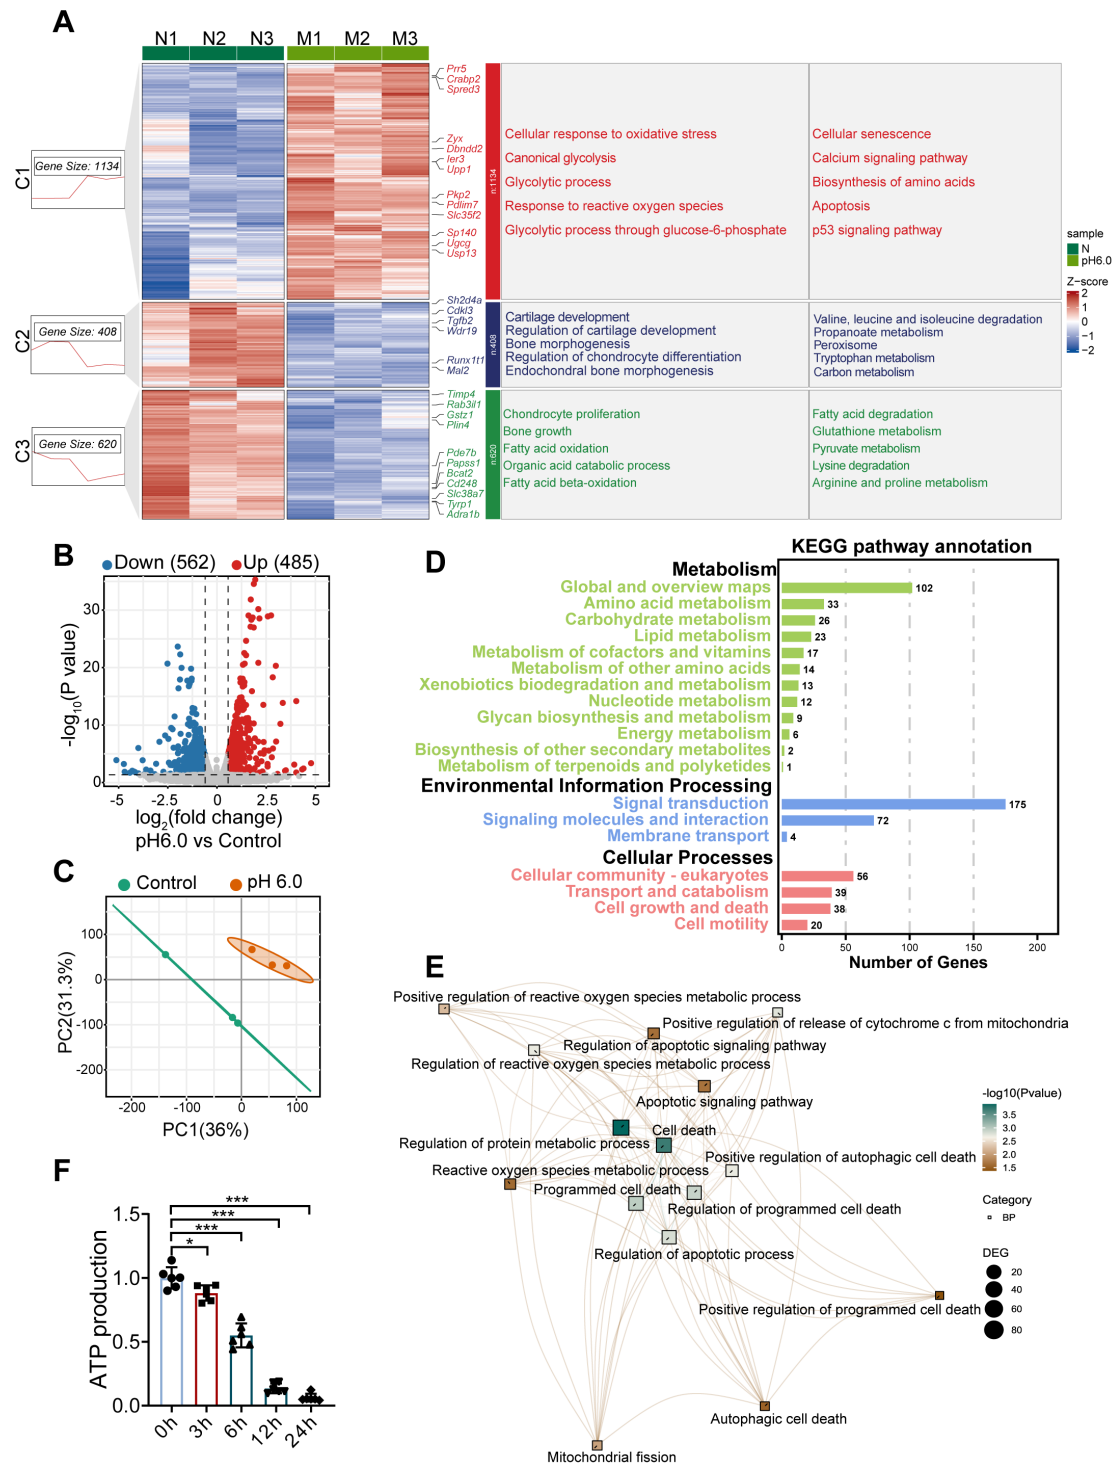 A
N1 N2 N3 M1 M2 M3
C1
Gene Size: 1134
Prr5
Crabp2
Spred3
Zyx
Dbndd2
Ier3
Upp1
Pkp2
Pdlim7
Slc35f2
Sp140
Ugcg
Usp13
n:1134
Cellular response to oxidative stress
Canonical glycolysis
Glycolytic process
Response to reactive oxygen species
Glycolytic process through glucose-6-phosphate
Cellular senescence
Calcium signaling pathway
Biosynthesis of amino acids
Apoptosis
p53 signaling pathway
sample
N
pH6.0
Z-score
2
1
0
−1
−2
C2
Gene Size: 408
Sh2d4a
Cdkl3
Tgfb2
Wdr19
Runx1t1
Mal2
n:408
Cartilage development
Regulation of cartilage development
Bone morphogenesis
Regulation of chondrocyte differentiation
Endochondral bone morphogenesis
Valine, leucine and isoleucine degradation
Propanoate metabolism
Peroxisome
Tryptophan metabolism
Carbon metabolism
C3
Gene Size: 620
Timp4
Rab3il1
Gstz1
Plin4
Pde7b
Papss1
Bcat2
Cd248
Slc38a7
Tyrp1
Adra1b
n:620
Chondrocyte proliferation
Bone growth
Fatty acid oxidation
Organic acid catabolic process
Fatty acid beta-oxidation
Fatty acid degradation
Glutathione metabolism
Pyruvate metabolism
Lysine degradation
Arginine and proline metabolism
B
Down (562) Up (485)
-log10(P value)
30
20
10
0
-5 -2.5 0 2.5 5
log2(fold change)
pH6.0 vs Control
C
Control pH 6.0
PC2(31.3%)
100
0
-100
-200
-200 -100 0 100
PC1(36%)
D
KEGG pathway annotation
Metabolism
Global and overview maps 102
Amino acid metabolism 33
Carbohydrate metabolism 26
Lipid metabolism 23
Metabolism of cofactors and vitamins 17
Metabolism of other amino acids 14
Xenobiotics biodegradation and metabolism 13
Nucleotide metabolism 12
Glycan biosynthesis and metabolism 9
Energy metabolism 6
Biosynthesis of other secondary metabolites 2
Metabolism of terpenoids and polyketides 1
Environmental Information Processing
Signal transduction 175
Signaling molecules and interaction 72
Membrane transport 4
Cellular Processes
Cellular community - eukaryotes 56
Transport and catabolism 39
Cell growth and death 38
Cell motility 20
0 50 100 150 200
Number of Genes
E
Positive regulation of reactive oxygen species metabolic process
Positive regulation of release of cytochrome c from mitochondria
Regulation of apoptotic signaling pathway
Regulation of reactive oxygen species metabolic process
Apoptotic signaling pathway
Cell death
Regulation of protein metabolic process
Positive regulation of autophagic cell death
Reactive oxygen species metabolic process
Programmed cell death
Regulation of programmed cell death
Regulation of apoptotic process
Positive regulation of programmed cell death
Autophagic cell death
Mitochondrial fission
-log10(Pvalue)
3.5
3.0
2.5
2.0
1.5
Category
BP
DEG
20
40
60
80
F
ATP production
1.5
1.0
0.5
0.0
***
***
***
*
0h 3h 6h 12h 24h